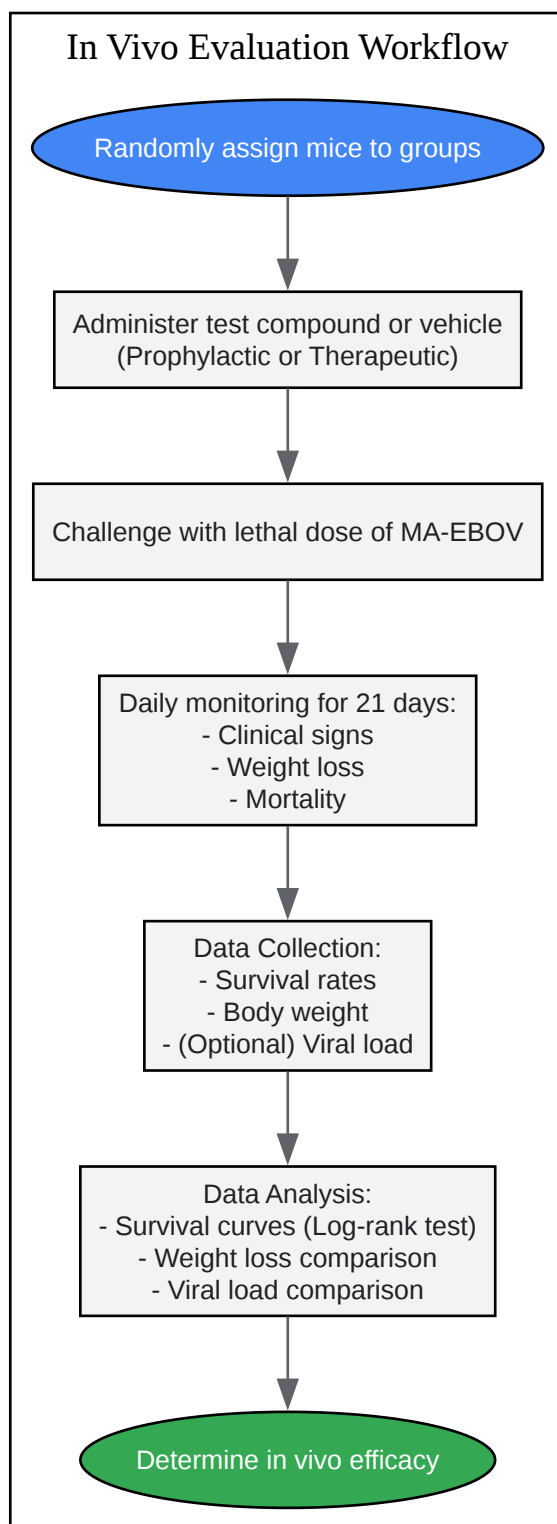 In Vivo Evaluation Workflow
Randomly assign mice to groups
Administer test compound or vehicle
(Prophylactic or Therapeutic)
Challenge with lethal dose of MA-EBOV
Daily monitoring for 21 days:
- Clinical signs
- Weight loss
- Mortality
Data Collection:
- Survival rates
- Body weight
- (Optional) Viral load
Data Analysis:
- Survival curves (Log-rank test)
- Weight loss comparison
- Viral load comparison
Determine in vivo efficacy